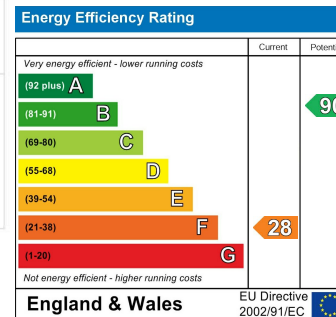 Energy Efficiency Rating
Current
Very energy efficient - lower running costs
(92 plus) A
(81-91) B
(69-80) C
(55-68) D
(39-54) E
(21-38) F
28
(1-20) G
Not energy efficient - higher running costs
England & Wales
EU Directive
2002/91/EC